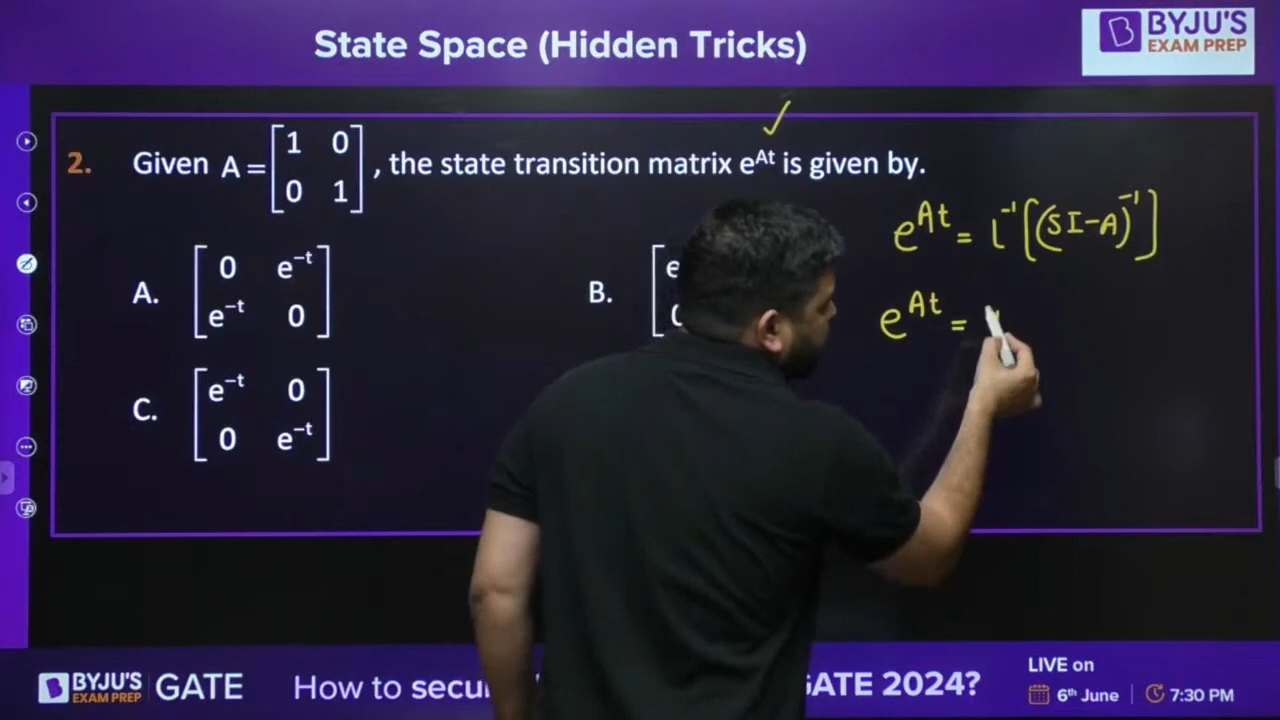 State Space (Hidden Tricks)
BYJU'S
EXAM PREP
2. Given A = [1 0
0 1], the state transition matrix e^At is given by.
✓
A. [0 e^-t
e^-t 0]
B. [e
0
C. [e^-t 0
0 e^-t]
e^At = L^-1[(SI-A)^-1]
e^At =
BYJU'S
EXAM PREP
GATE
How to secu
GATE 2024?
LIVE on
6th June | 7:30 PM